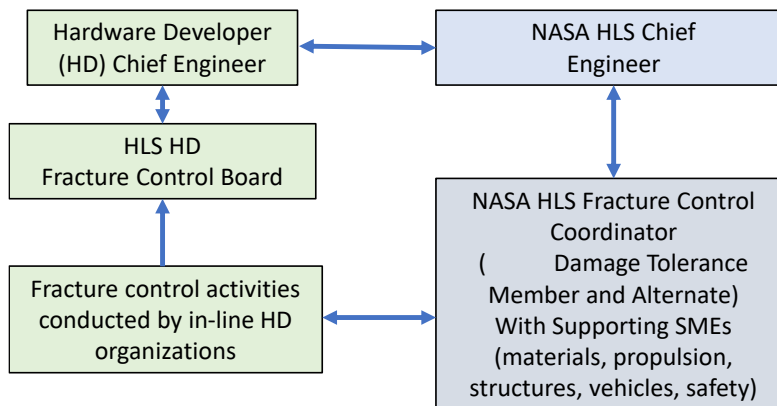 Hardware Developer
(HD) Chief Engineer
NASA HLS Chief
Engineer
HLS HD
Fracture Control Board
NASA HLS Fracture Control
Coordinator
( Damage Tolerance
Member and Alternate)
With Supporting SMEs
(materials, propulsion,
structures, vehicles, safety)
Fracture control activities
conducted by in-line HD
organizations